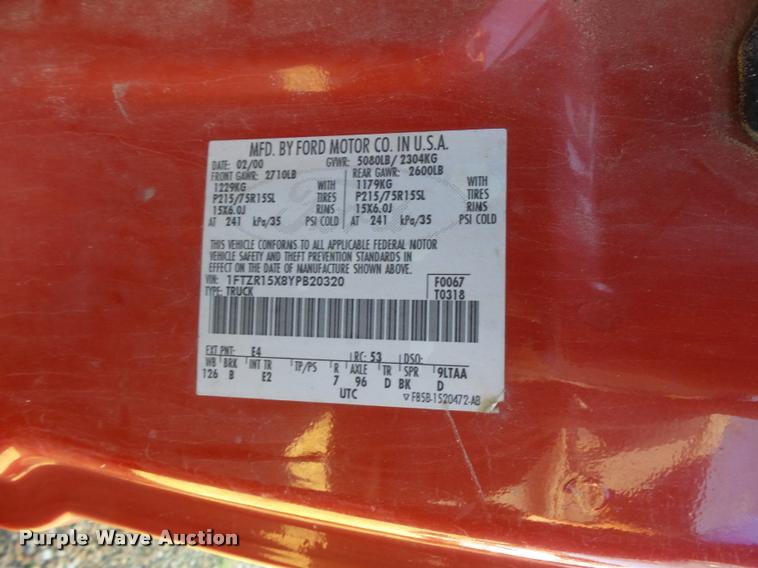 MFD. BY FORD MOTOR CO. IN U.S.A.
DATE: 02/00 GVWR: 5080LB/ 2304KG
FRONT GAWR: 2710LB REAR GAWR: 2600LB
1229KG WITH 1179KG WITH
P215/75R15SL TIRES P215/75R15SL TIRES
15X6.0J RIMS 15X6.0J RIMS
AT 241 kPa/35 PSI COLD AT 241 kPa/35 PSI COLD
THIS VEHICLE CONFORMS TO ALL APPLICABLE FEDERAL MOTOR
VEHICLE SAFETY AND THEFT PREVENTION STANDARDS IN
EFFECT ON THE DATE OF MANUFACTURE SHOWN ABOVE.
VIN: 1FTZR15X8YPB20320 F0067
TYPE: TRUCK T0318
EXT PNT: E4 RC: 53 DSO:
WB BRK INT TR TP/PS R AXLE TR SPR 9LTAA
126 B E2 7 96 D BK D
UTC ▽ F85B-1520472-AB
Purple Wave Auction